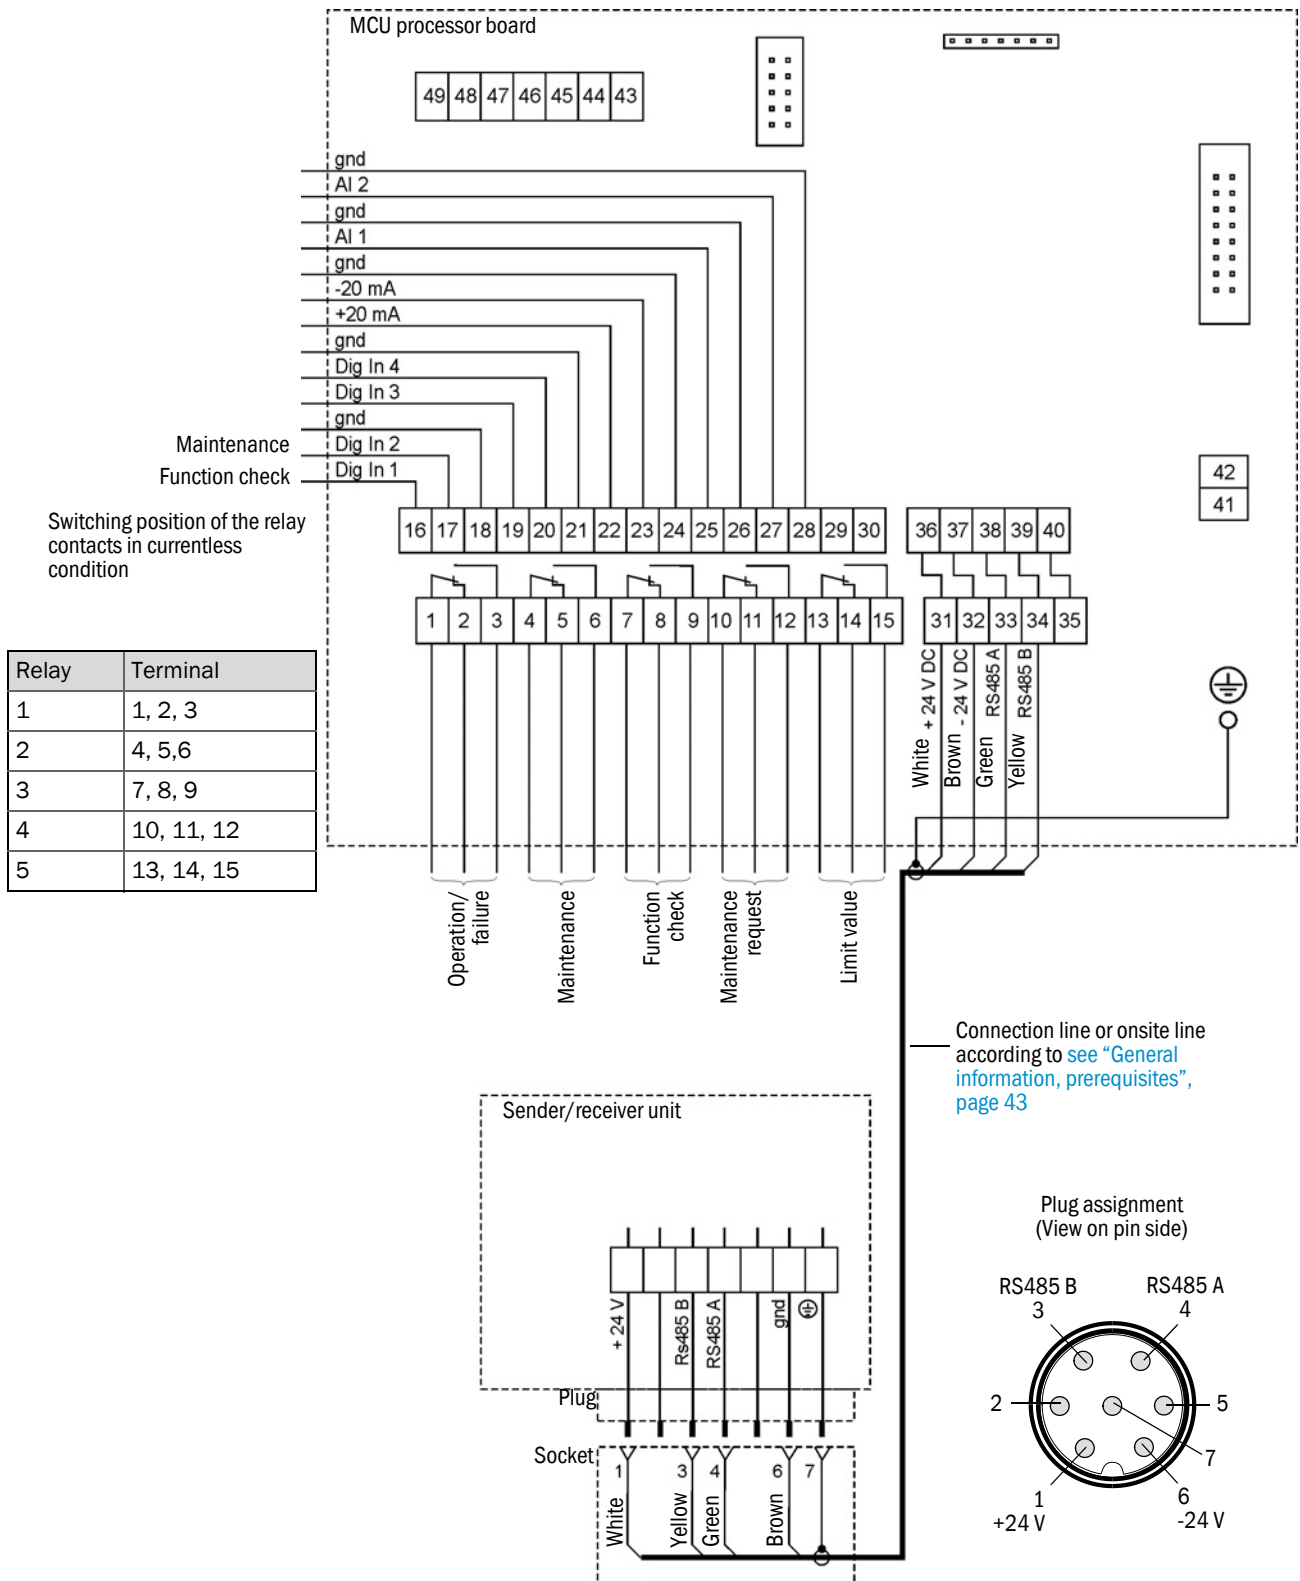 MCU processor board
49 48 47 46 45 44 43
gnd
AI 2
gnd
AI 1
gnd
-20 mA
+20 mA
gnd
Dig In 4
Dig In 3
gnd
Maintenance Dig In 2
Function check Dig In 1
42
41
Switching position of the relay
contacts in currentless
condition
16 17 18 19 20 21 22 23 24 25 26 27 28 29 30
36 37 38 39 40
1 2 3 4 5 6 7 8 9 10 11 12 13 14 15
31 32 33 34 35
Relay Terminal
1 1, 2, 3
2 4, 5,6
3 7, 8, 9
4 10, 11, 12
5 13, 14, 15
White + 24 V DC
Brown - 24 V DC
Green RS485 A
Yellow RS485 B
Operation/
failure
Maintenance
Function
check
Maintenance
request
Limit value
Connection line or onsite line
according to see “General
information, prerequisites”,
page 43
Sender/receiver unit
+ 24 V
Rs485 B
RS485 A
gnd
Plug
Socket
1 3 4 6 7
White
Yellow
Green
Brown
Plug assignment
(View on pin side)
RS485 B RS485 A
3 4
2 5
7
1 6
+24 V -24 V